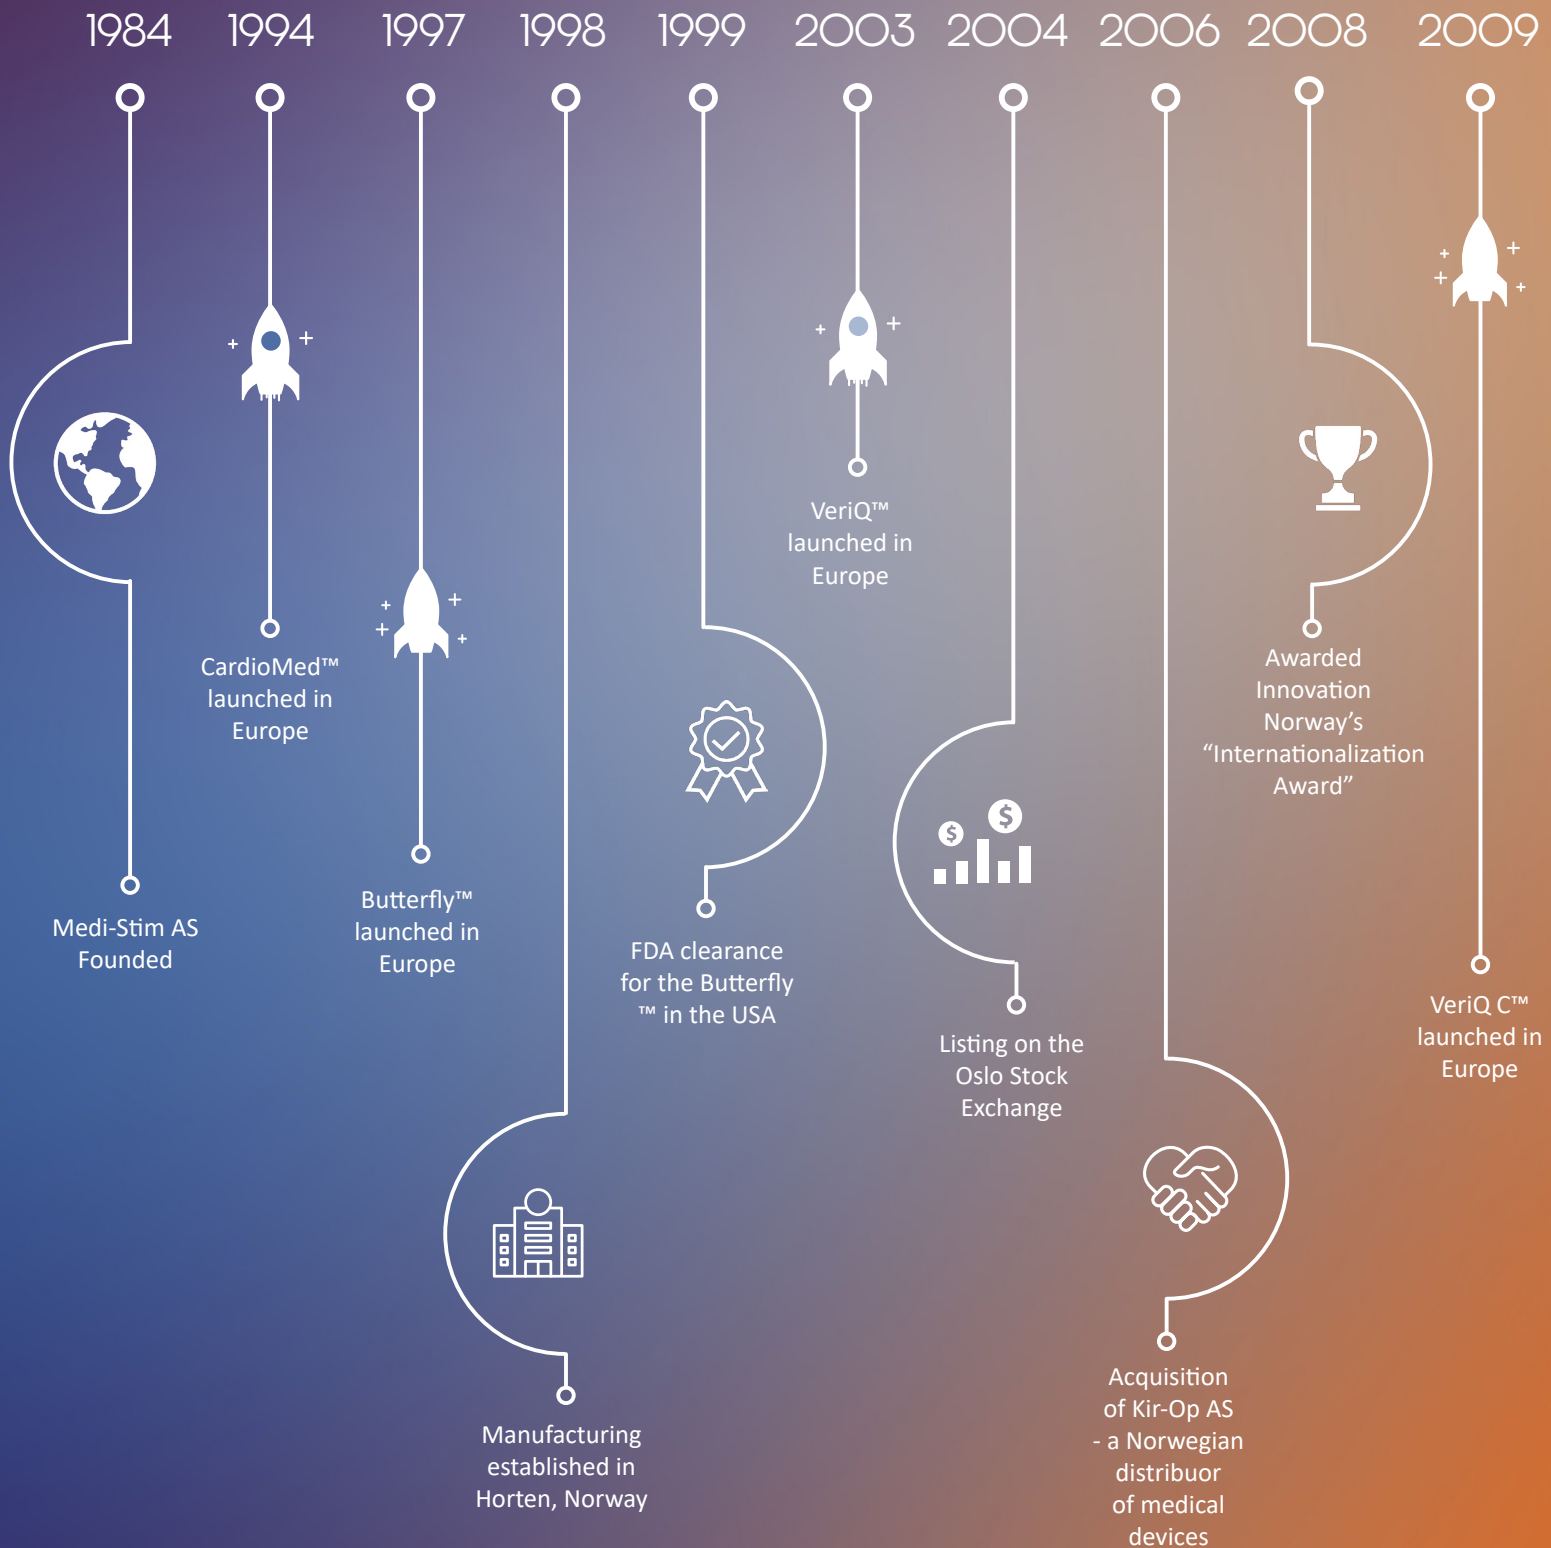 1984 1994 1997 1998 1999 2003 2004 2006 2008 2009
Medi-Stim AS
Founded
CardioMed™
launched in
Europe
Butterfly™
launched in
Europe
Manufacturing
established in
Horten, Norway
FDA clearance
for the Butterfly
™ in the USA
VeriQ™
launched in
Europe
Listing on the
Oslo Stock
Exchange
Acquisition
of Kir-Op AS
- a Norwegian
distribuor
of medical
devices
Awarded
Innovation
Norway’s
“Internationalization
Award”
VeriQ C™
launched in
Europe